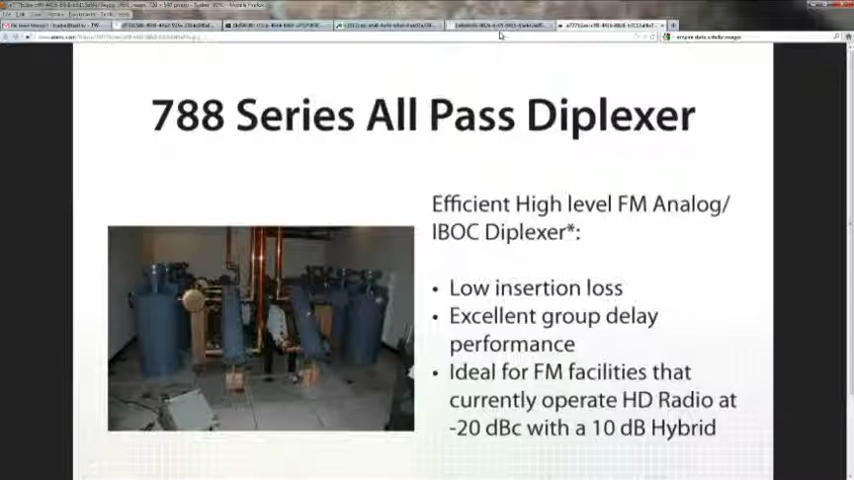 788 Series All Pass Diplexer
Efficient High level FM Analog/
IBOC Diplexer*:
• Low insertion loss
• Excellent group delay
performance
• Ideal for FM facilities that
currently operate HD Radio at
-20 dBc with a 10 dB Hybrid